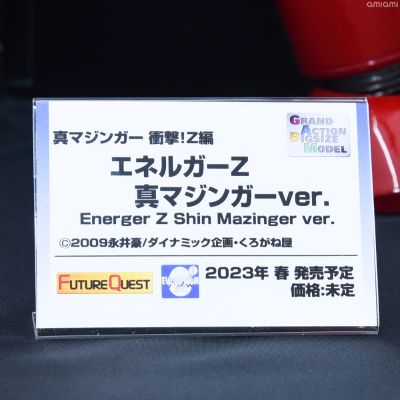 amiami
真マジンガー 衝撃!Z編
GRAND
ACTION
BIGSIZE
MODEL
エネルガーZ
真マジンガーver.
Energer Z Shin Mazinger ver.
©2009永井豪/ダイナミック企画・くろがね屋
FUTUREQUEST
2023年 春 発売予定
価格:未定